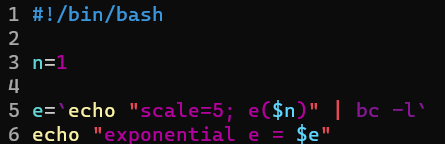 1 #!/bin/bash
2
3 n=1
4
5 e=`echo "scale=5; e($n)" | bc -l`
6 echo "exponential e = $e"